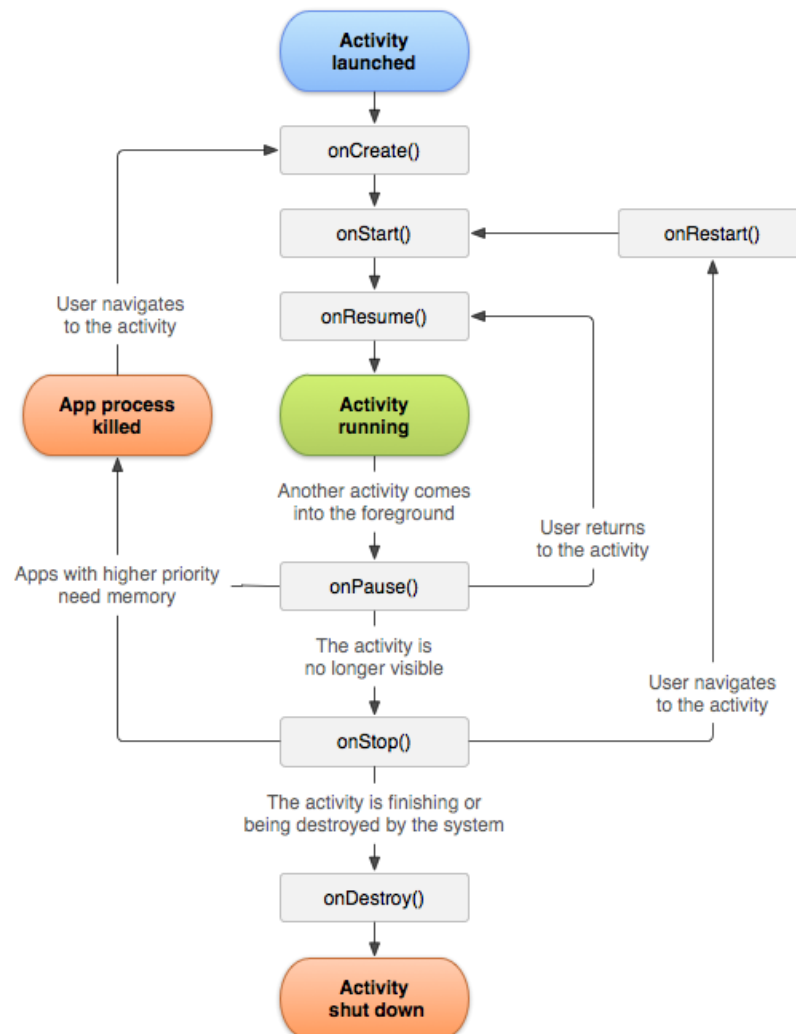 Activity
launched
onCreate()
onStart()
onRestart()
User navigates
to the activity
onResume()
App process
killed
Activity
running
Another activity comes
into the foreground
User returns
to the activity
Apps with higher priority
need memory
onPause()
The activity is
no longer visible
User navigates
to the activity
onStop()
The activity is finishing or
being destroyed by the system
onDestroy()
Activity
shut down